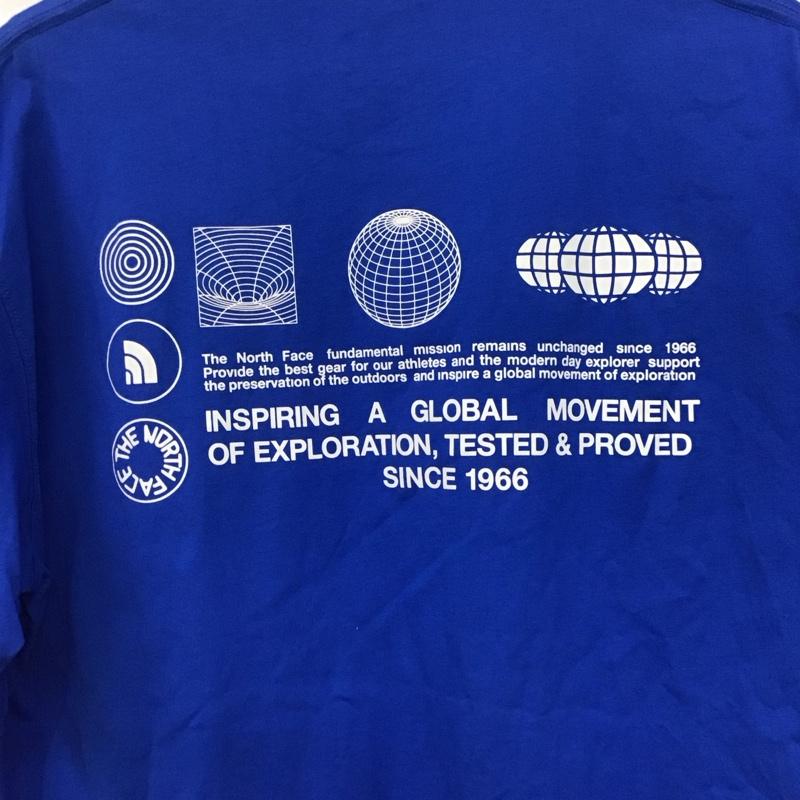 The North Face fundamental mission remains unchanged since 1966
Provide the best gear for our athletes and the modern day explorer support
the preservation of the outdoors and inspire a global movement of exploration
INSPIRING A GLOBAL MOVEMENT
OF EXPLORATION, TESTED & PROVED
SINCE 1966
THE NORTH FACE